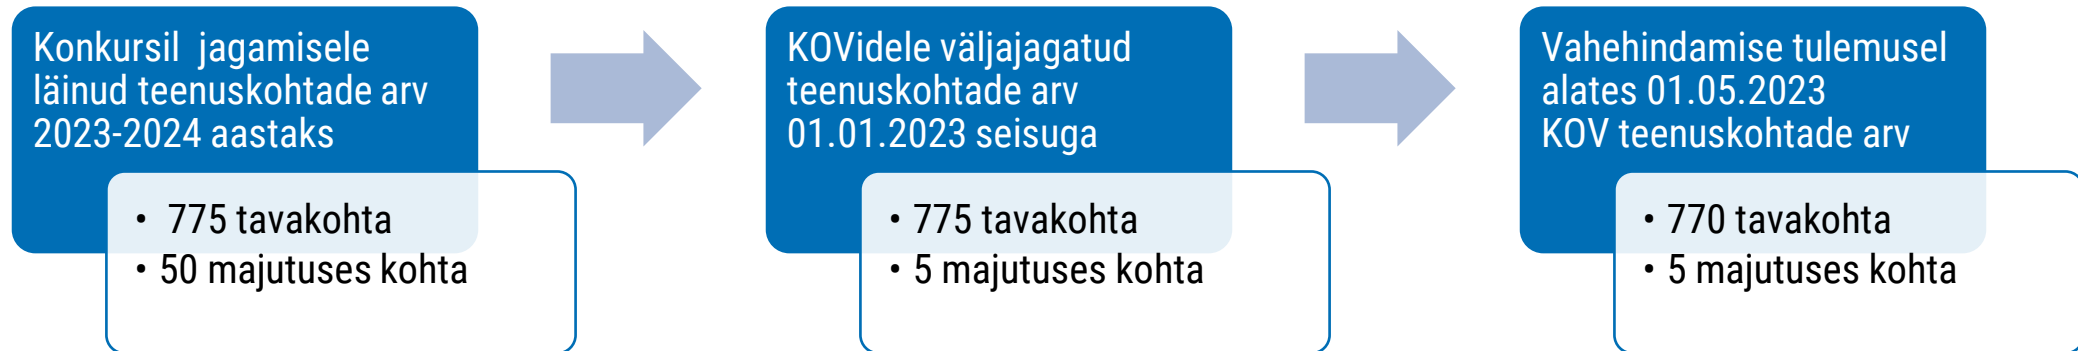 Konkursil jagamisele
läinud teenuskohtade arv
2023-2024 aastaks
• 775 tavakohta
• 50 majutuses kohta
KOVidele väljajagatud
teenuskohtade arv
01.01.2023 seisuga
• 775 tavakohta
• 5 majutuses kohta
Vahehindamise tulemusel
alates 01.05.2023
KOV teenuskohtade arv
• 770 tavakohta
• 5 majutuses kohta